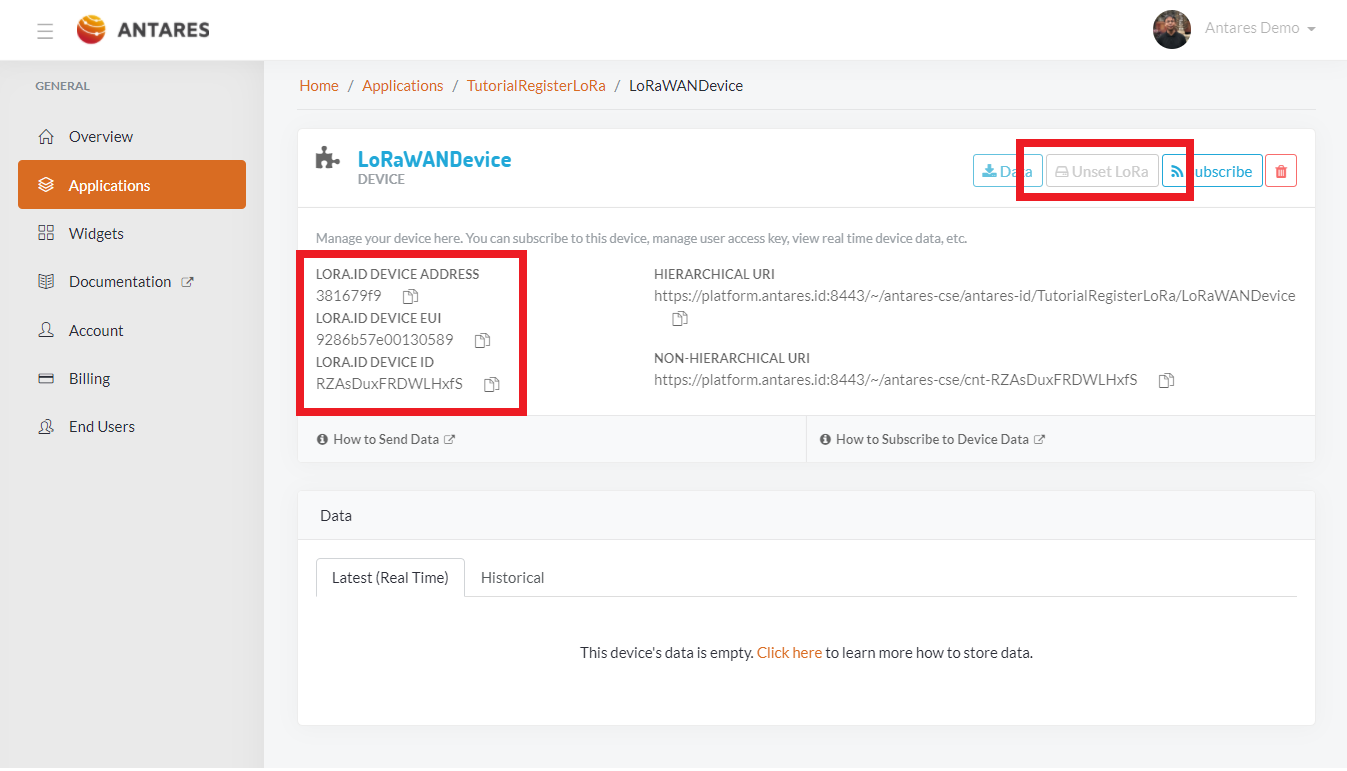 ANTARES
Antares Demo
GENERAL
Overview
Applications
Widgets
Documentation
Account
Billing
End Users
Home / Applications / TutorialRegisterLoRa / LoRaWANDevice
LoRaWANDevice
DEVICE
Data Unset LoRa Subscribe
Manage your device here. You can subscribe to this device, manage user access key, view real time device data, etc.
LORA.ID DEVICE ADDRESS
381679f9
LORA.ID DEVICE EUI
9286b57e00130589
LORA.ID DEVICE ID
RZAsDuxFRDWLHxfS
HIERARCHICAL URI
https://platform.antares.id:8443/~/antares-cse/antares-id/TutorialRegisterLoRa/LoRaWANDevice
NON-HIERARCHICAL URI
https://platform.antares.id:8443/~/antares-cse/cnt-RZAsDuxFRDWLHxfS
How to Send Data
How to Subscribe to Device Data
Data
Latest (Real Time) Historical
This device's data is empty. Click here to learn more how to store data.